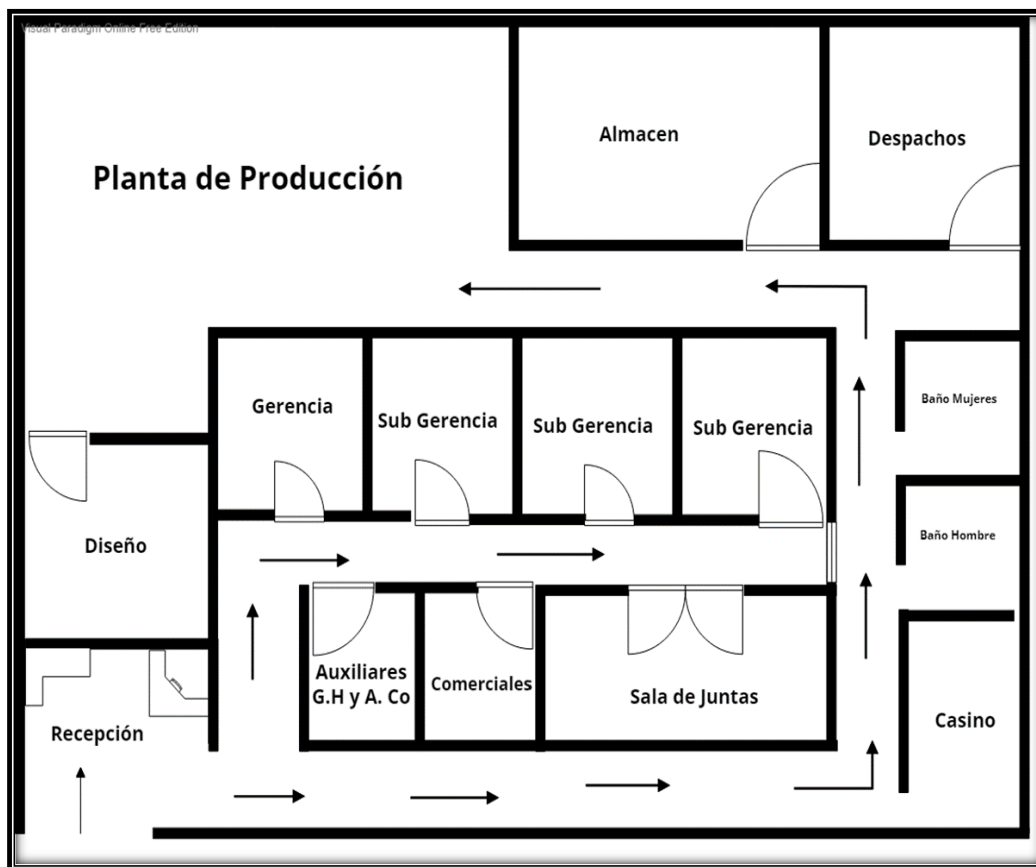 Visual Paradigm Online Free Edition
Almacen
Despachos
Planta de Producción
Baño Mujeres
Gerencia
Sub Gerencia
Sub Gerencia
Sub Gerencia
Baño Hombre
Diseño
Auxiliares
G.H y A. Co
Comerciales
Sala de Juntas
Casino
Recepción